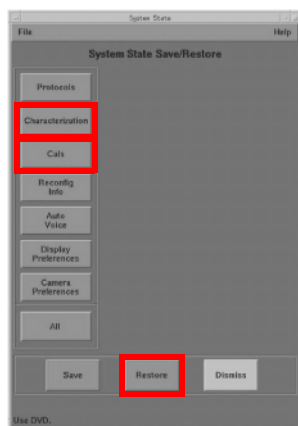 System State
File Help
System State Save/Restore
Protocols
Characterization
Cals
Reconfig
Info
Auto
Voice
Display
Preferences
Camera
Preferences
All
Save Restore Dismiss
Use DVD.